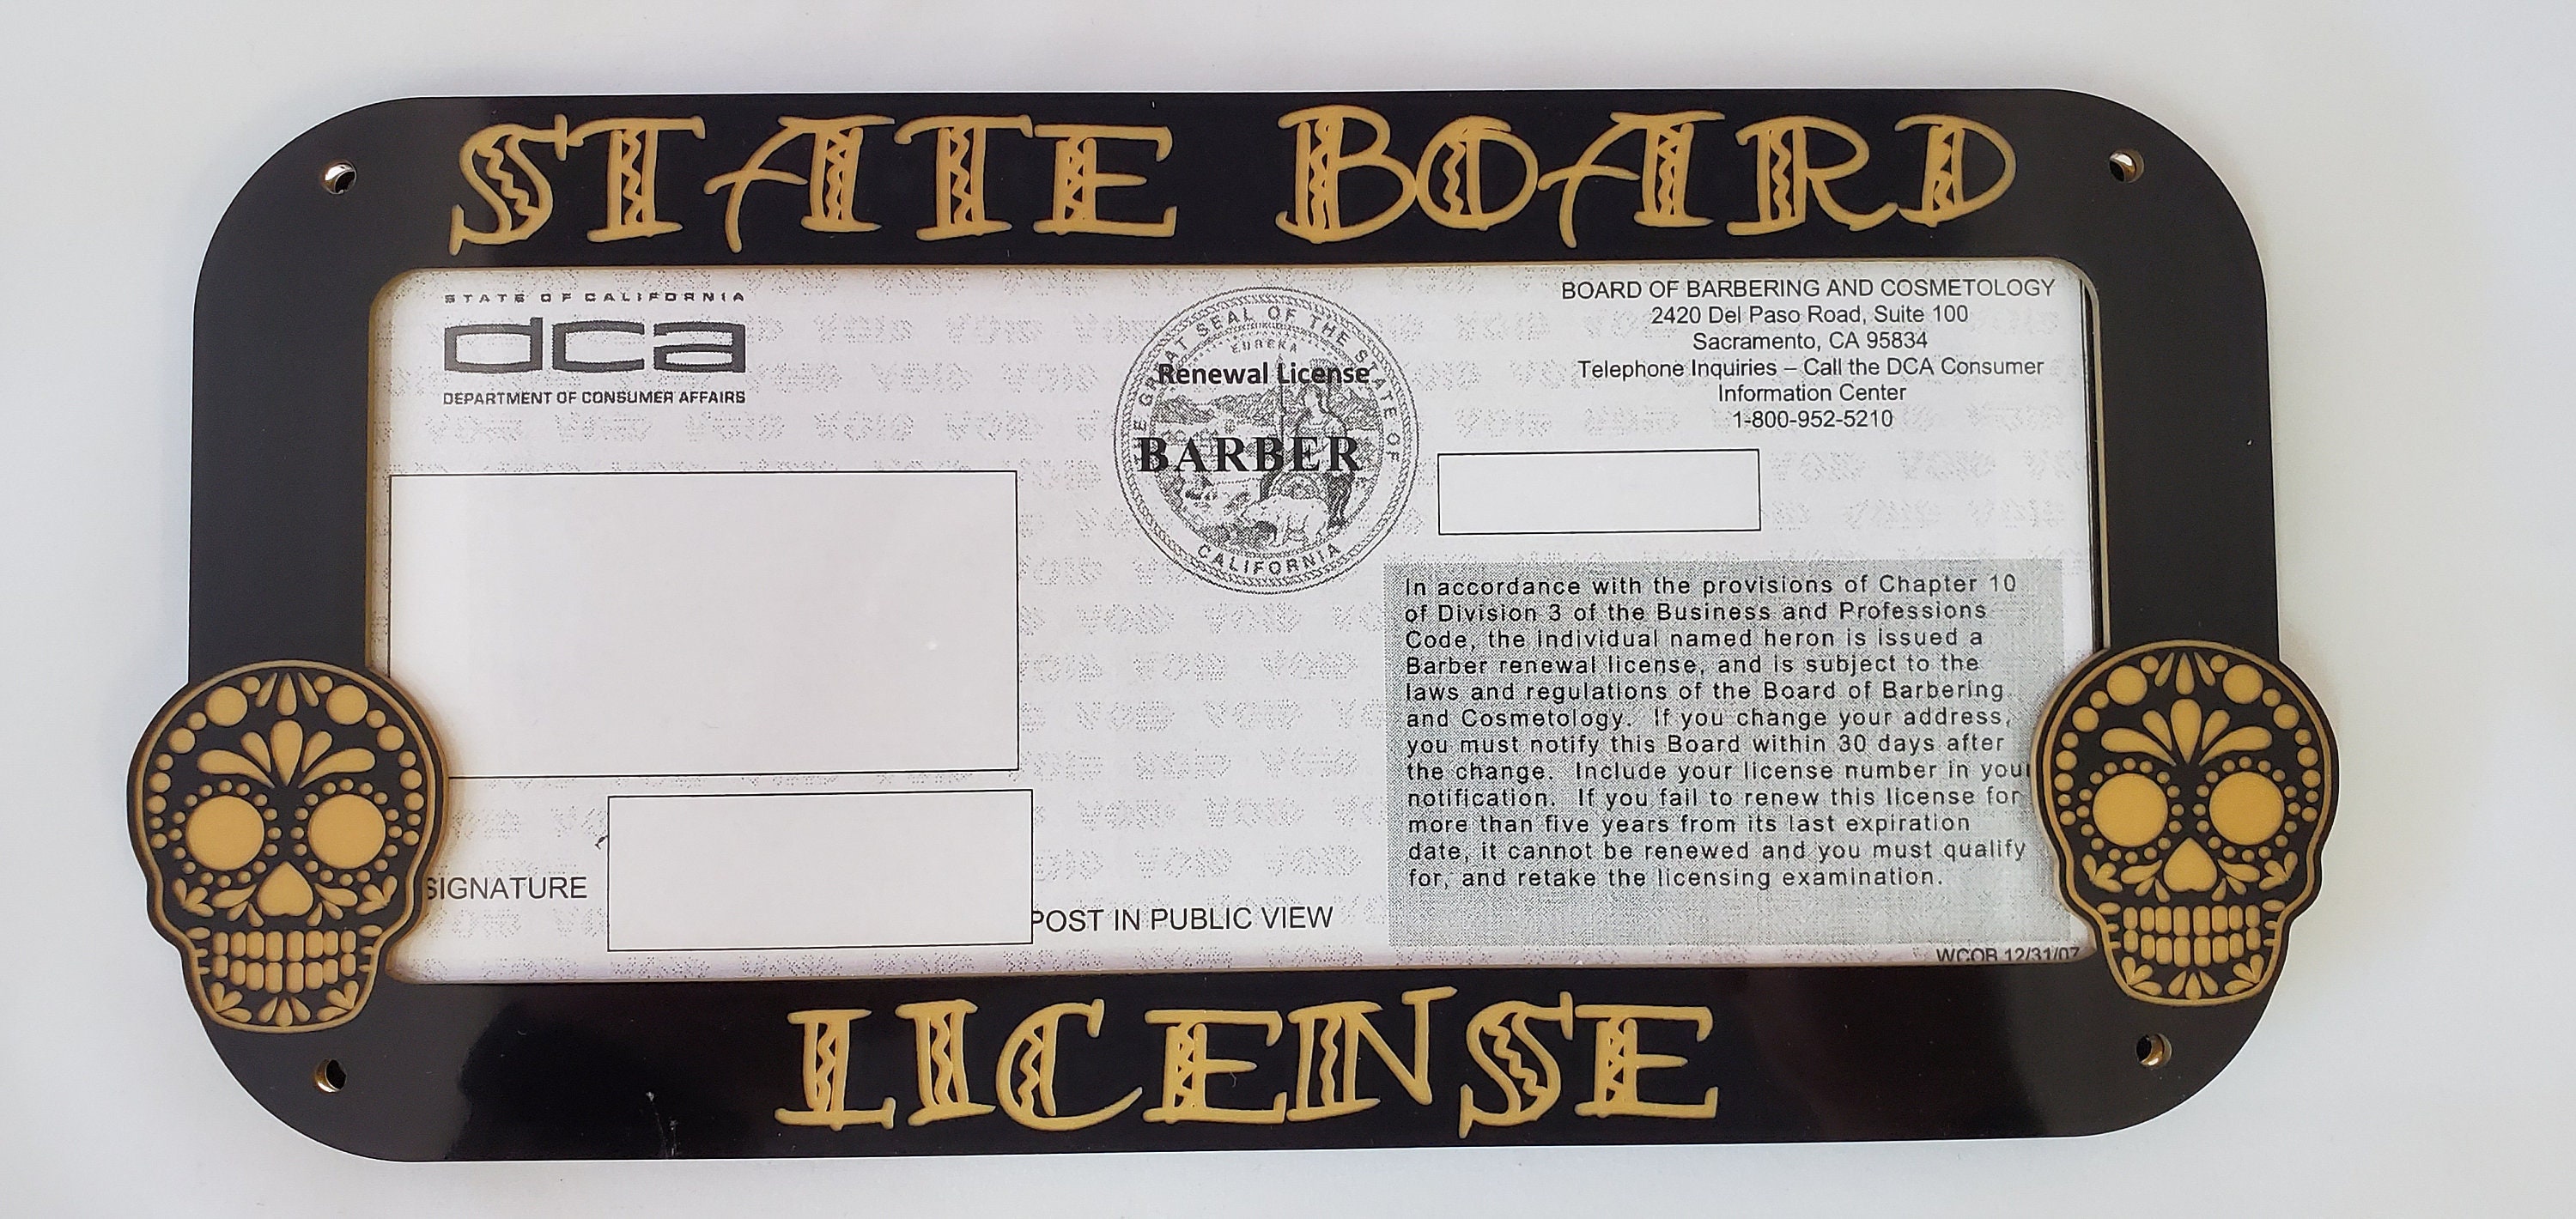 STATE BOARD
STATE OF CALIFORNIA
dca
DEPARTMENT OF CONSUMER AFFAIRS
GREAT SEAL OF THE STATE OF
EUREKA
Renewal License
BARBER
CALIFORNIA
BOARD OF BARBERING AND COSMETOLOGY
2420 Del Paso Road, Suite 100
Sacramento, CA 95834
Telephone Inquiries – Call the DCA Consumer
Information Center
1-800-952-5210
In accordance with the provisions of Chapter 10
of Division 3 of the Business and Professions
Code, the individual named heron is issued a
Barber renewal license, and is subject to the
laws and regulations of the Board of Barbering
and Cosmetology. If you change your address,
you must notify this Board within 30 days after
the change. Include your license number in your
notification. If you fail to renew this license for
more than five years from its last expiration
date, it cannot be renewed and you must qualify
for, and retake the licensing examination.
SIGNATURE
POST IN PUBLIC VIEW
WCOB 12/31/07
LICENSE